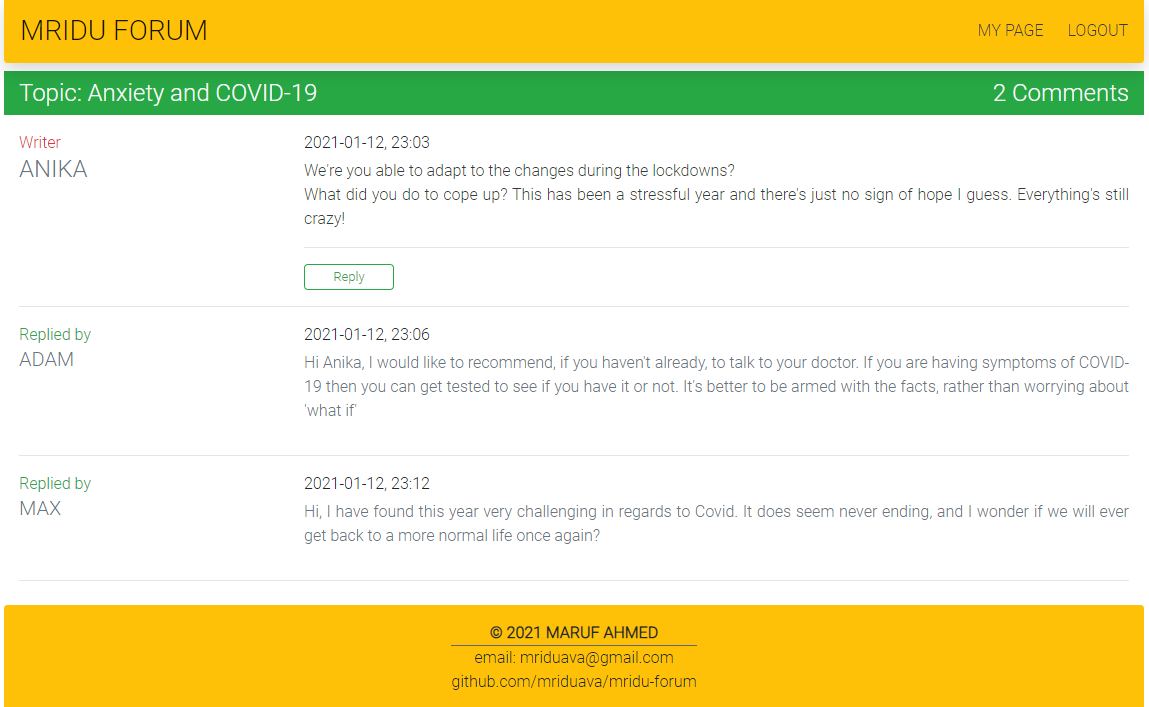 MRIDU FORUM
MY PAGE LOGOUT
Topic: Anxiety and COVID-19
2 Comments
Writer
ANIKA
2021-01-12, 23:03
We're you able to adapt to the changes during the lockdowns?
What did you do to cope up? This has been a stressful year and there's just no sign of hope I guess. Everything's still
crazy!
Reply
Replied by
ADAM
2021-01-12, 23:06
Hi Anika, I would like to recommend, if you haven't already, to talk to your doctor. If you are having symptoms of COVID-
19 then you can get tested to see if you have it or not. It's better to be armed with the facts, rather than worrying about
'what if'
Replied by
MAX
2021-01-12, 23:12
Hi, I have found this year very challenging in regards to Covid. It does seem never ending, and I wonder if we will ever
get back to a more normal life once again?
© 2021 MARUF AHMED
email: mriduava@gmail.com
github.com/mriduava/mridu-forum